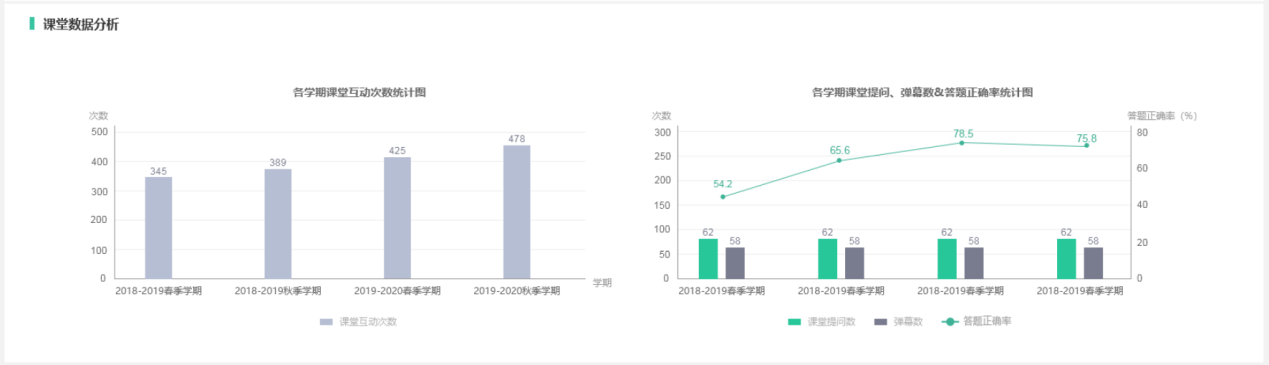 课堂数据分析
各学期课堂互动次数统计图
次数
500
400
300
200
100
0
345
389
425
478
2018-2019春季学期
2018-2019秋季学期
2019-2020春季学期
2019-2020秋季学期
学期
课堂互动次数
各学期课堂提问、弹幕数&答题正确率统计图
次数
答题正确率（%）
300
250
200
150
100
50
0
80
60
40
20
0
54.2
65.6
78.5
75.8
62
58
62
58
62
58
62
58
2018-2019春季学期
2018-2019春季学期
2018-2019春季学期
2018-2019春季学期
课堂提问数
弹幕数
答题正确率